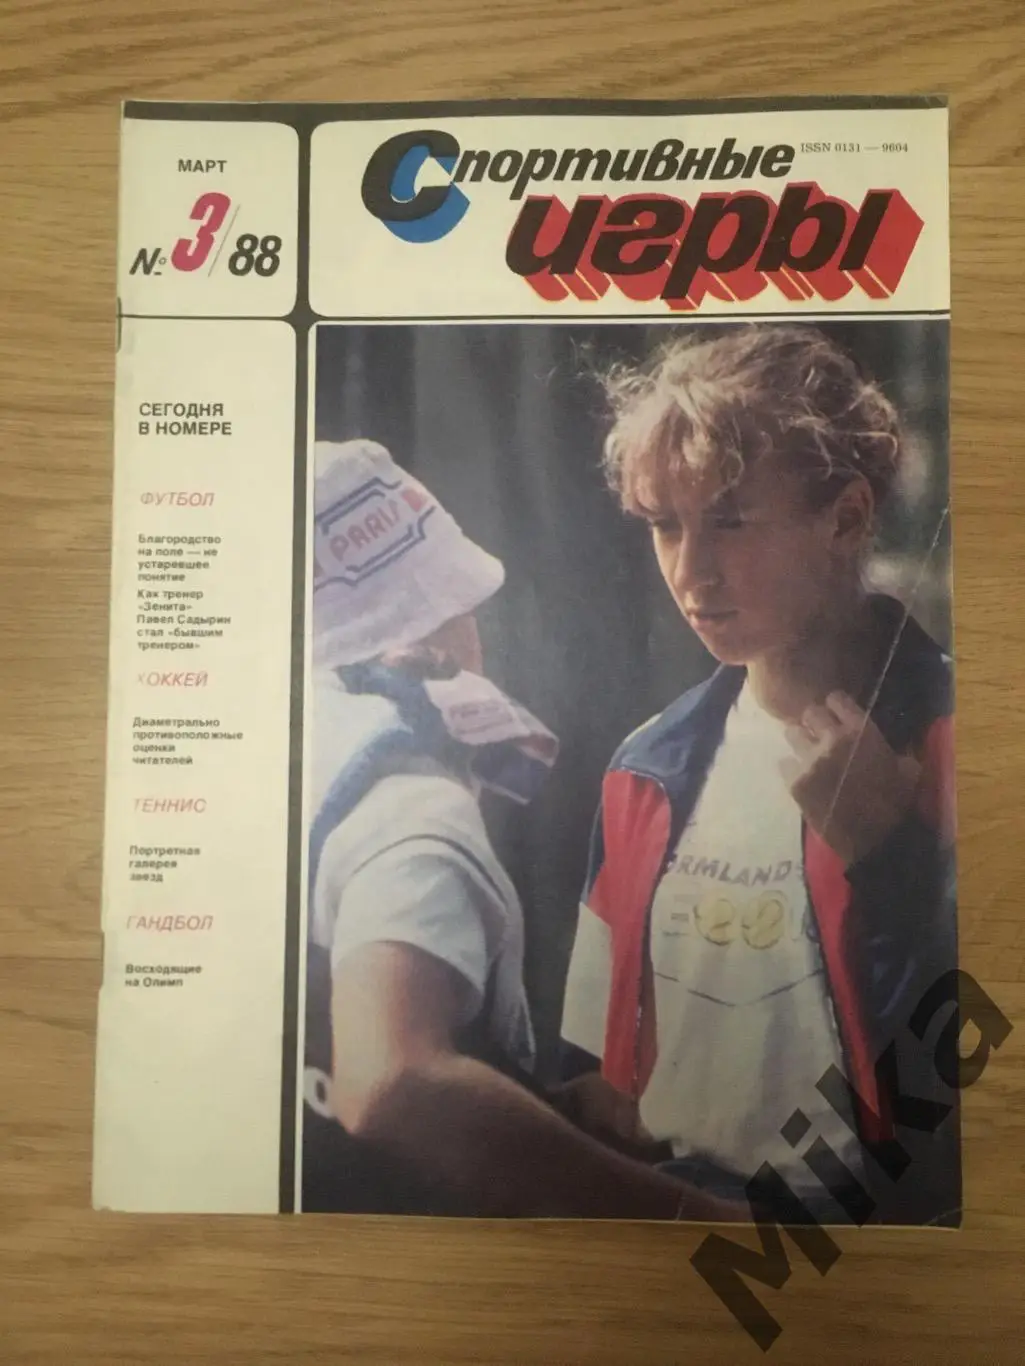 МАРТ
№ 3/88
Спортивные
ISSN 0131 — 9604
игры
СЕГОДНЯ
В НОМЕРЕ
ФУТБОЛ
Благородство
на поле — не
устаревшее
понятие
Как тренер
«Зенита»
Павел Садырин
стал «бывшим
тренером»
ХОККЕЙ
Диаметрально
противоположные
оценки
читателей
ТЕННИС
Портретная
галерея
звезд
ГАНДБОЛ
Восходящие
на Олимп
PARIS
ORMLAND
Mika